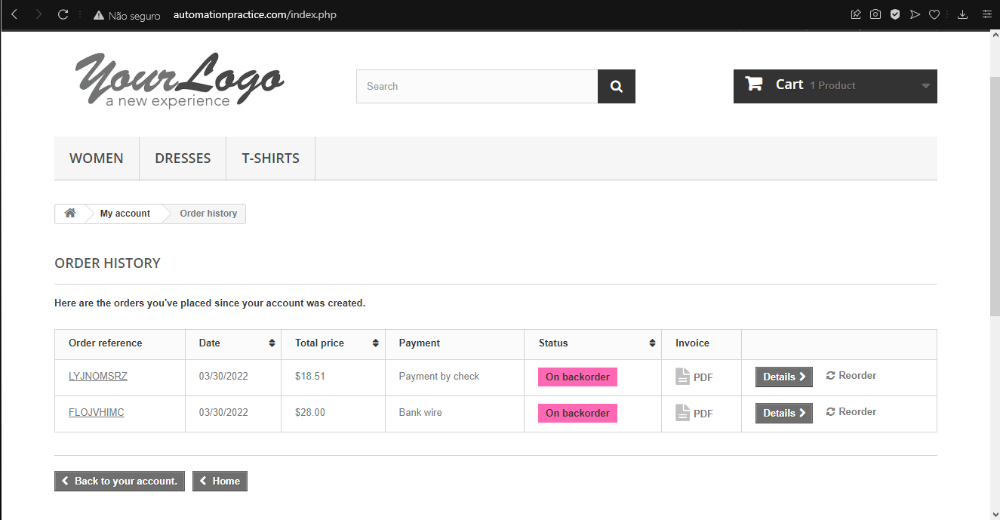 Não seguro automationpractice.com/index.php
YourLogo
a new experience
Search
Cart 1 Product
WOMEN DRESSES T-SHIRTS
My account Order history
ORDER HISTORY
Here are the orders you've placed since your account was created.
Order reference Date Total price Payment Status Invoice
LYJNOMSRZ 03/30/2022 $18.51 Payment by check On backorder PDF Details Reorder
FLOJVHIMC 03/30/2022 $28.00 Bank wire On backorder PDF Details Reorder
Back to your account. Home